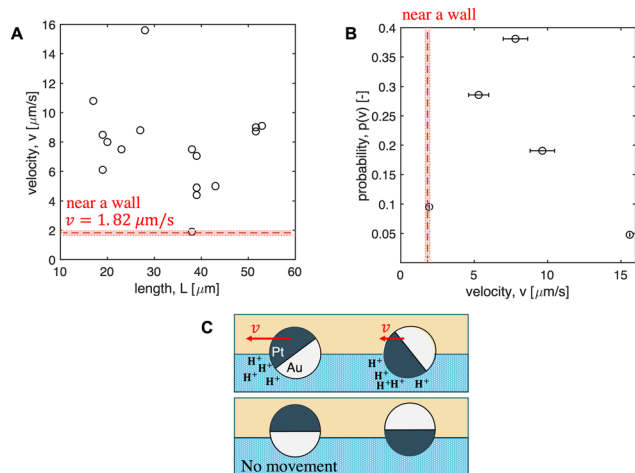 A
velocity, v [μm/s]
16
14
12
10
8
6
4
2
0
near a wall
v = 1.82 μm/s
10 20 30 40 50 60
length, L [μm]
near a wall
B
probability, p(v) [-]
0.4
0.35
0.3
0.25
0.2
0.15
0.1
0.05
0 5 10 15
velocity, v [μm/s]
C
v
Pt
Au
H⁺ H⁺
H⁺ H⁺
v
H⁺
H⁺
H⁺H⁺ H⁺
No movement